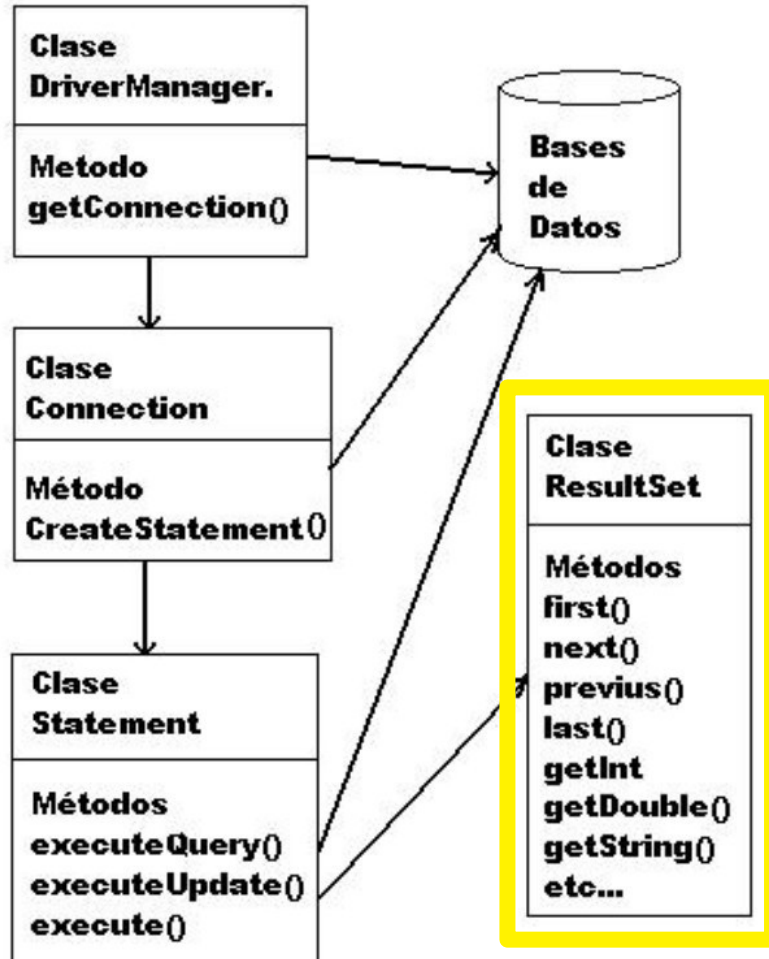 Clase
DriverManager.
Metodo
getConnection()
Bases
de
Datos
Clase
Connection
Método
CreateStatement()
Clase
Statement
Métodos
executeQuery()
executeUpdate()
execute()
Clase
ResultSet
Métodos
first()
next()
previus()
last()
getInt
getDouble()
getString()
etc...